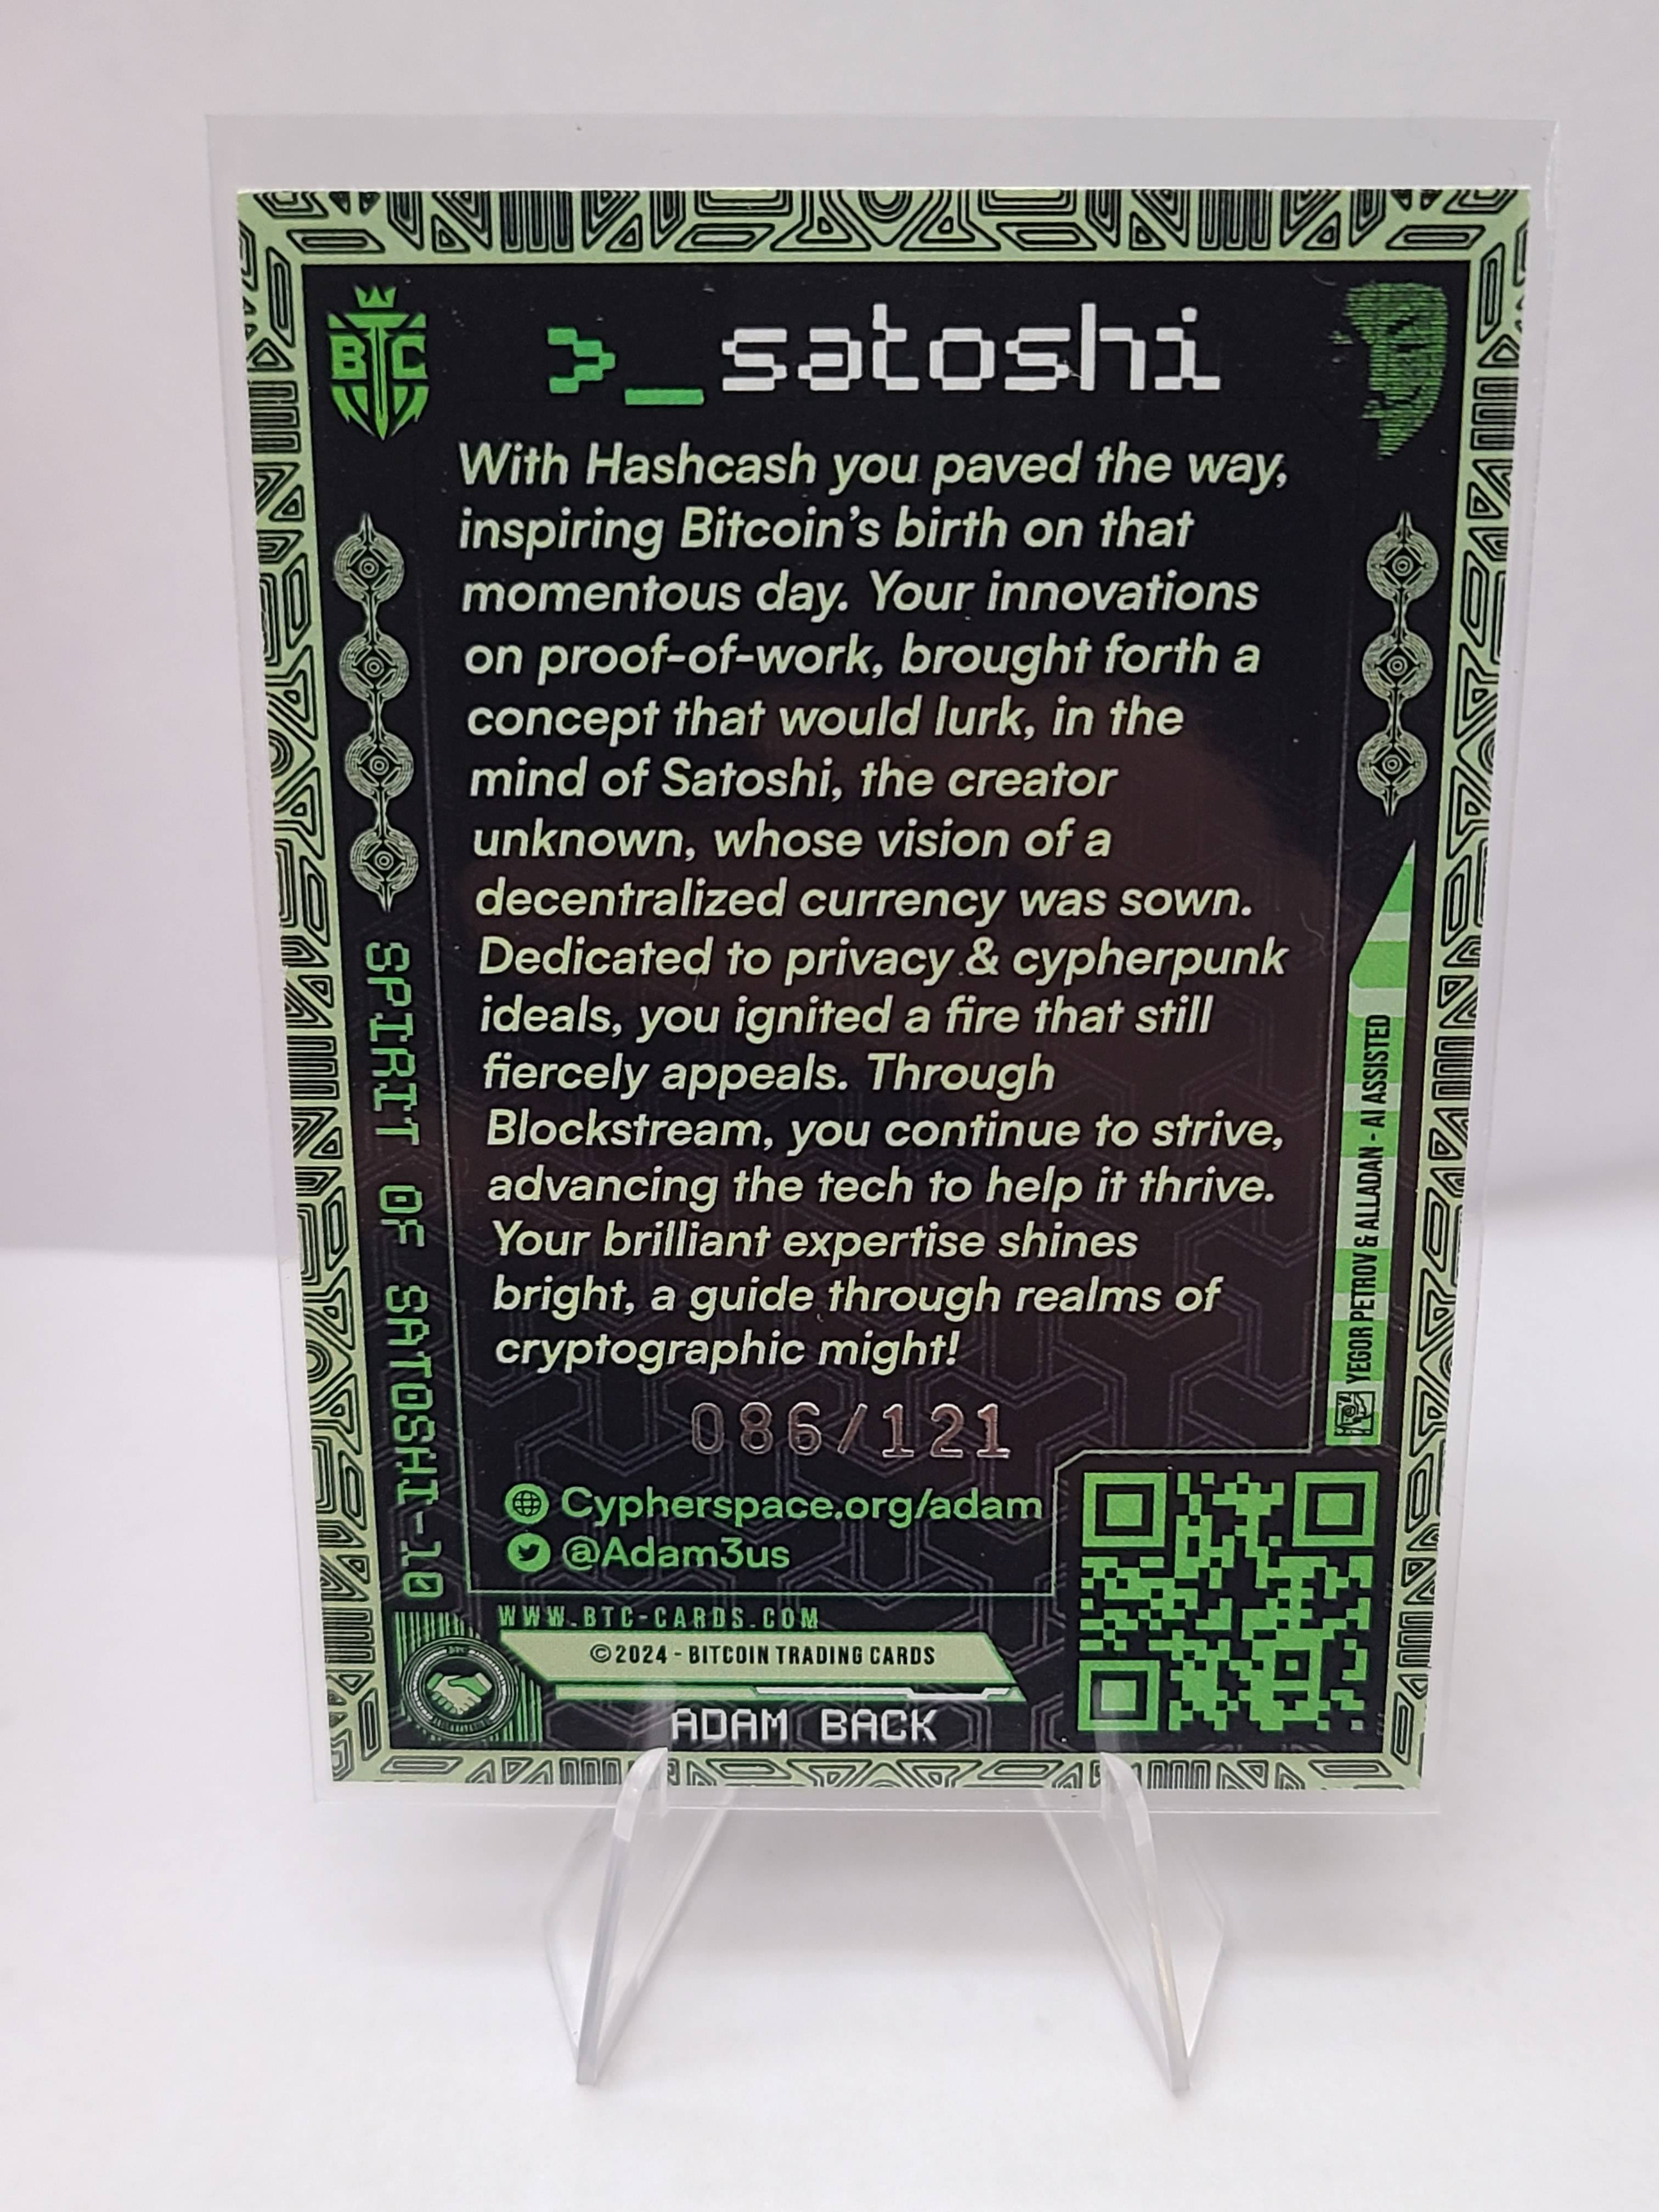 BTC
>_satoshi
With Hashcash you paved the way,
inspiring Bitcoin's birth on that
momentous day. Your innovations
on proof-of-work, brought forth a
concept that would lurk, in the
mind of Satoshi, the creator
unknown, whose vision of a
decentralized currency was sown.
Dedicated to privacy & cypherpunk
ideals, you ignited a fire that still
fiercely appeals. Through
Blockstream, you continue to strive,
advancing the tech to help it thrive.
Your brilliant expertise shines
bright, a guide through realms of
cryptographic might!
SPIRIT OF SATOSHI-10
YEGOR PETROV & ALLADAN - AI ASSISTED
086/121
Cypherspace.org/adam
@Adam3us
WWW.BTC-CARDS.COM
©2024 - BITCOIN TRADING CARDS
ADAM BACK